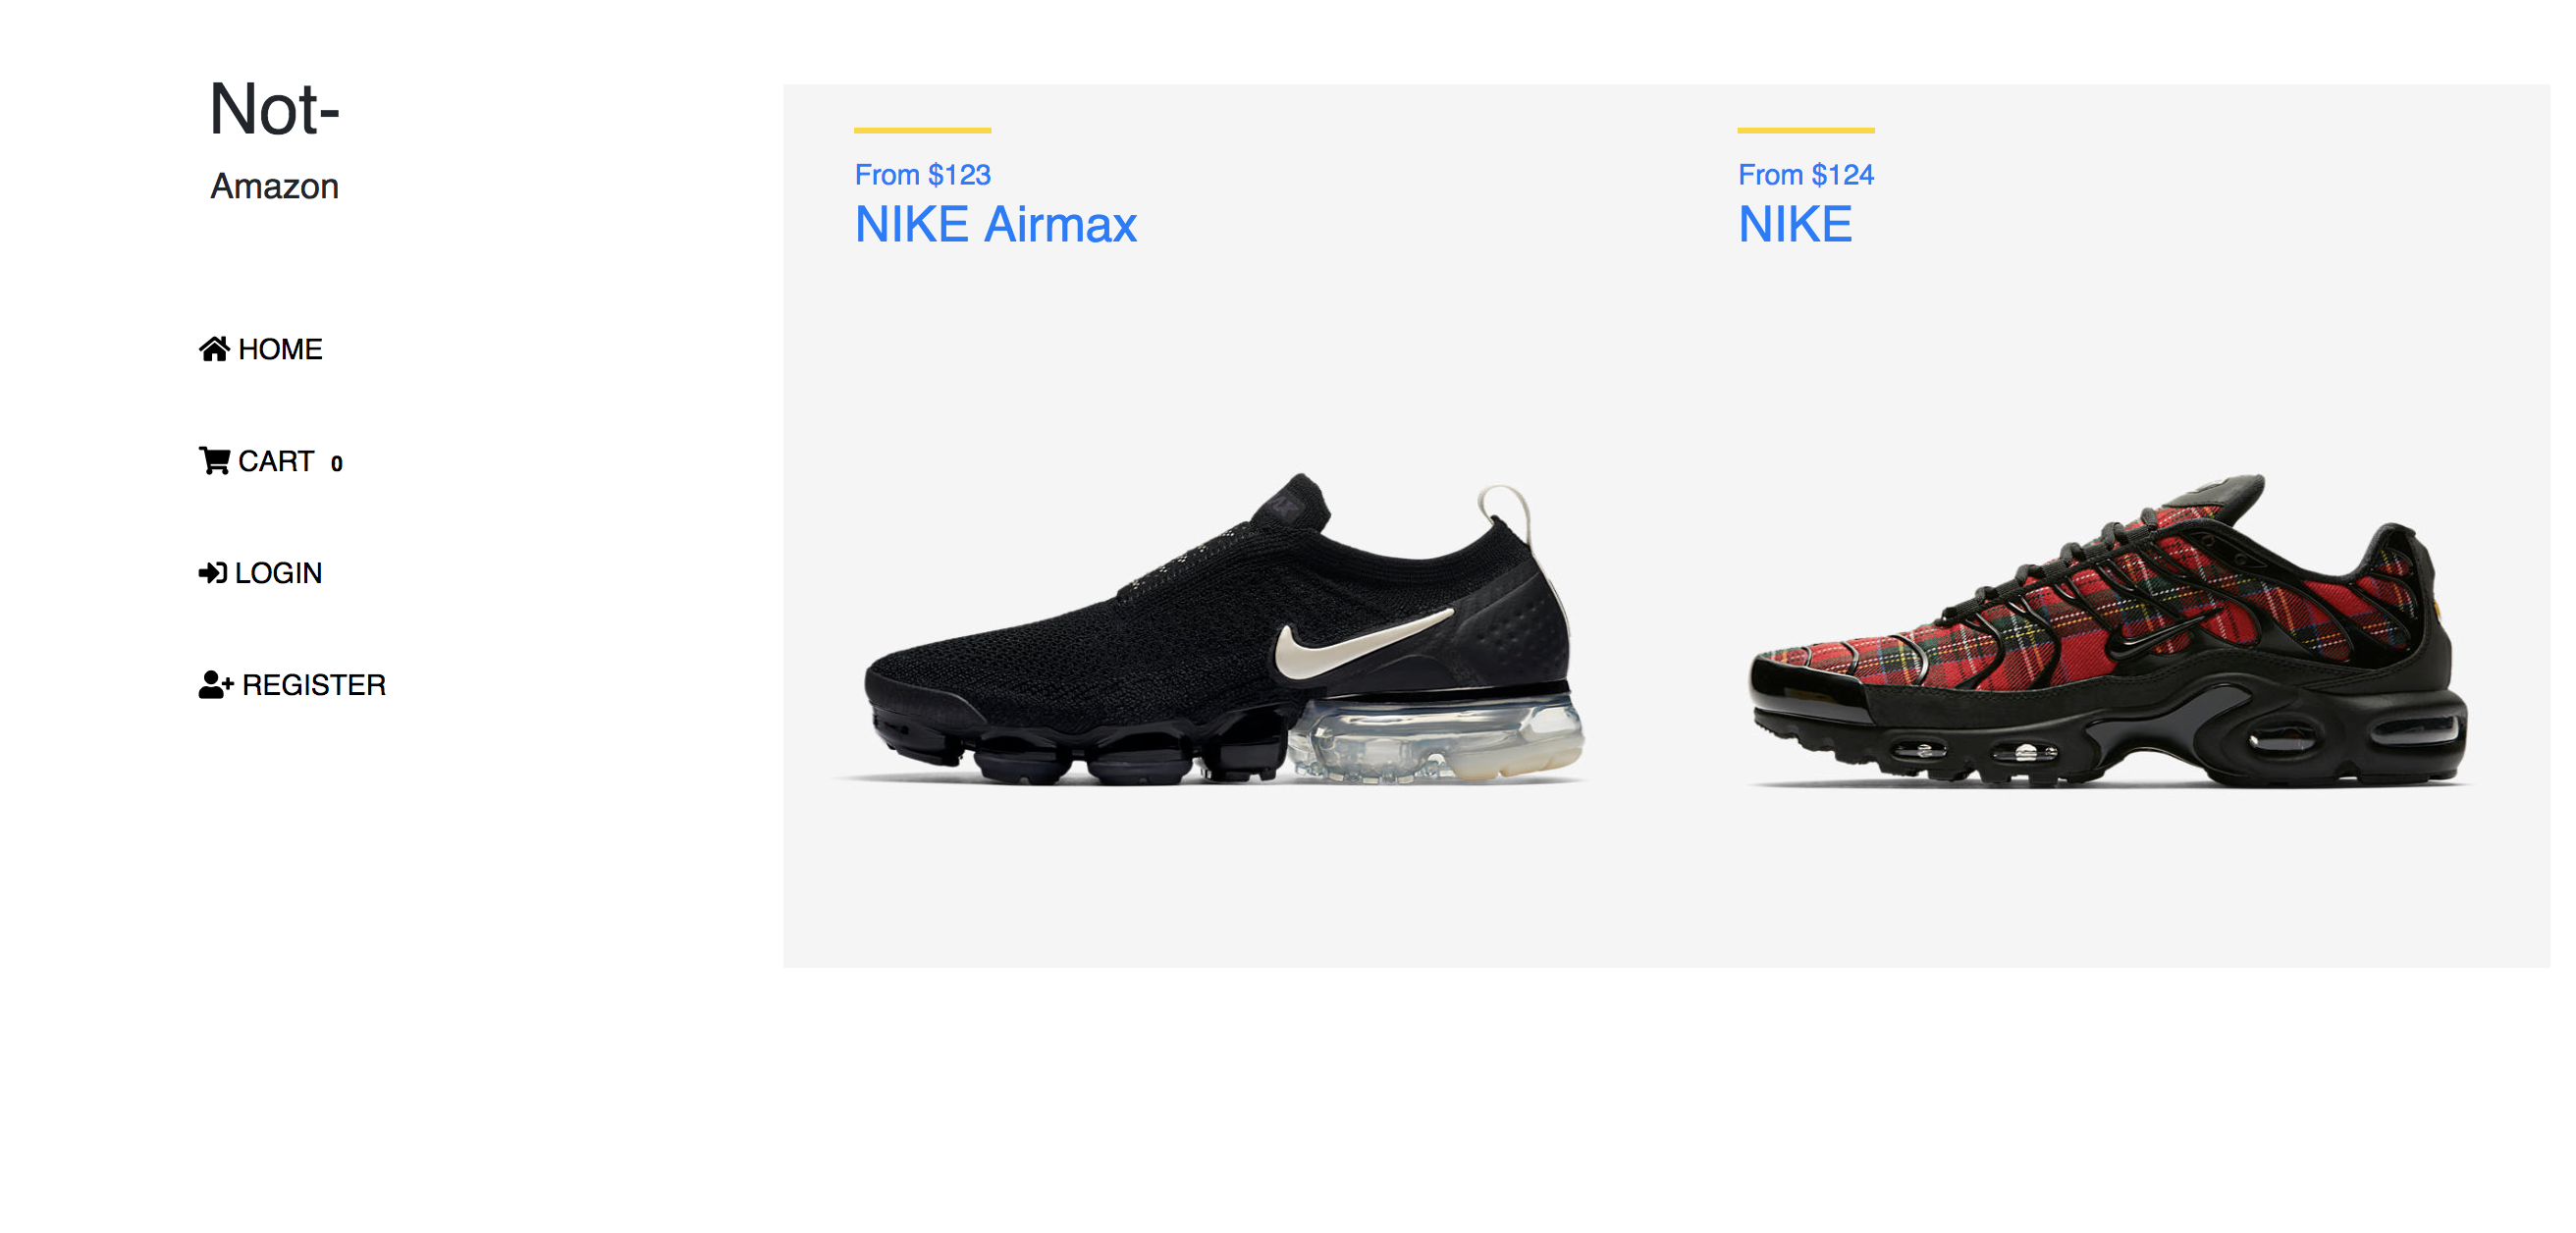 Not-
Amazon
HOME
CART 0
LOGIN
REGISTER
From $123
NIKE Airmax
From $124
NIKE